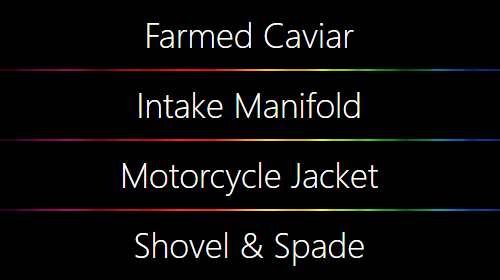 Farmed Caviar
Intake Manifold
Motorcycle Jacket
Shovel & Spade